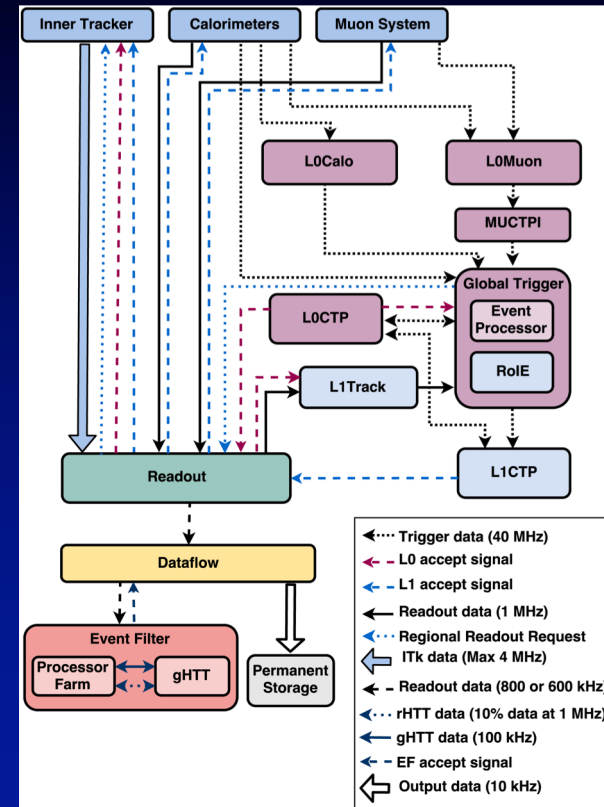 Inner Tracker
Calorimeters
Muon System
L0Calo
L0Muon
MUCTPI
Global Trigger
Event
Processor
RoIE
L0CTP
L1Track
L1CTP
Readout
Dataflow
Event Filter
Processor
Farm
gHTT
Permanent
Storage
Trigger data (40 MHz)
L0 accept signal
L1 accept signal
Readout data (1 MHz)
Regional Readout Request
ITk data (Max 4 MHz)
Readout data (800 or 600 kHz)
rHTT data (10% data at 1 MHz)
gHTT data (100 kHz)
EF accept signal
Output data (10 kHz)